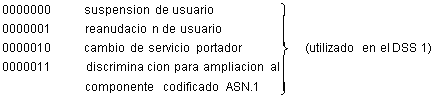 0000000 suspension de usuario
0000001 reanudacio n de usuario
0000010 cambio de servicio portador
(utilizado en el DSS 1)
0000011 discrimina cion para ampliacion al
componente codificado ASN.1